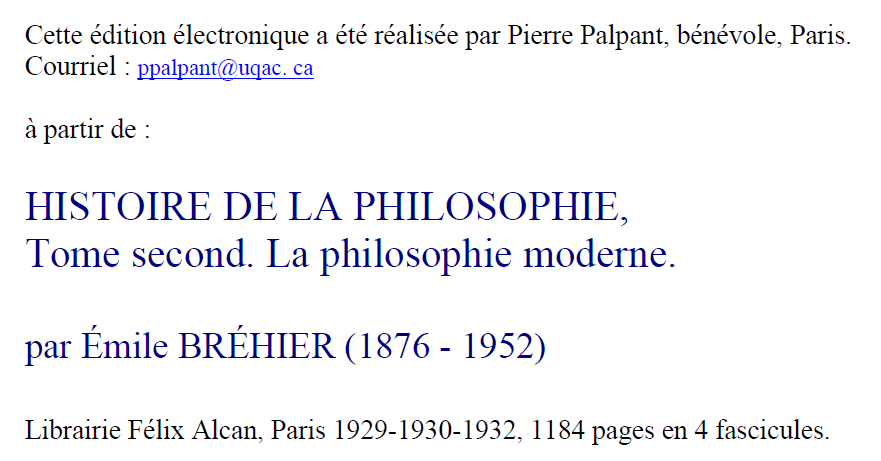 Cette édition électronique a été réalisée par Pierre Palpant, bénévole, Paris.
Courriel : ppalpant@uqac. ca
à partir de :
HISTOIRE DE LA PHILOSOPHIE,
Tome second. La philosophie moderne.
par Émile BRÉHIER (1876 - 1952)
Librairie Félix Alcan, Paris 1929-1930-1932, 1184 pages en 4 fascicules.